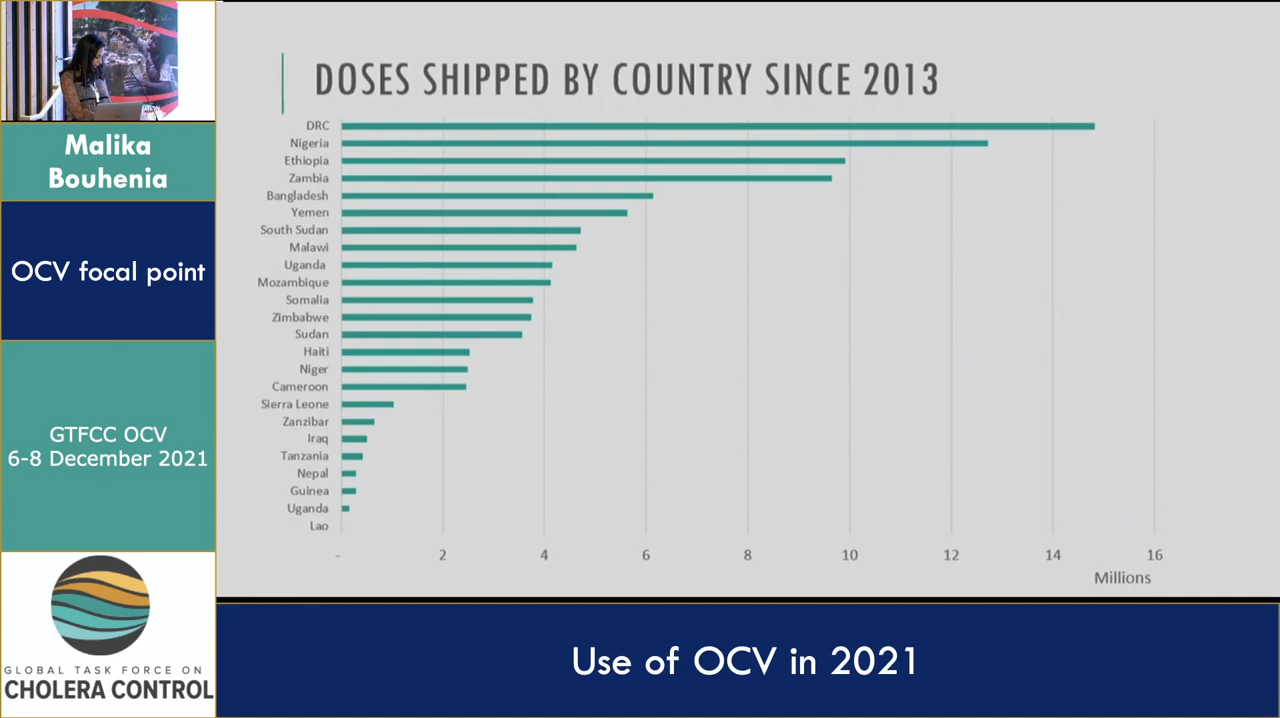 Malika
Bouhenia
OCV focal point
GTFCC OCV
6-8 December 2021
GLOBAL TASK FORCE ON
CHOLERA CONTROL
DOSES SHIPPED BY COUNTRY SINCE 2013
DRC
Nigeria
Ethiopia
Zambia
Bangladesh
Yemen
South Sudan
Malawi
Uganda
Mozambique
Somalia
Zimbabwe
Sudan
Haiti
Niger
Cameroon
Sierra Leone
Zanzibar
Iraq
Tanzania
Nepal
Guinea
Uganda
Lao
- 2 4 6 8 10 12 14 16
Millions
Use of OCV in 2021